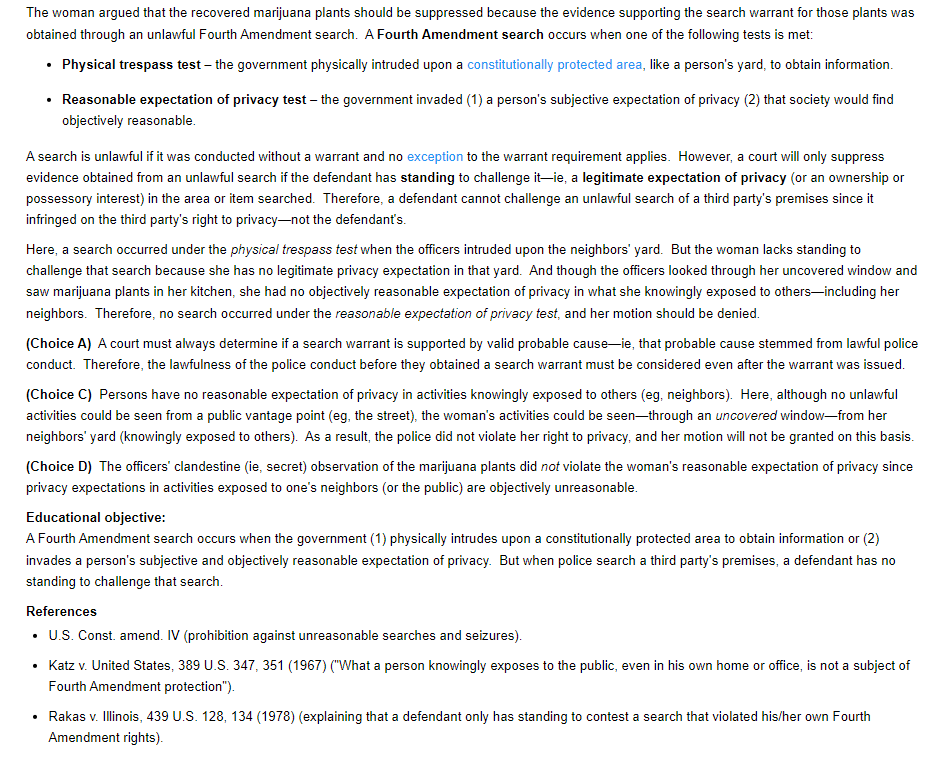 The woman argued that the recovered marijuana plants should be suppressed because the evidence supporting the search warrant for those plants was
obtained through an unlawful Fourth Amendment search. A Fourth Amendment search occurs when one of the following tests is met:
• Physical trespass test – the government physically intruded upon a constitutionally protected area, like a person's yard, to obtain information.
• Reasonable expectation of privacy test – the government invaded (1) a person's subjective expectation of privacy (2) that society would find
objectively reasonable.
A search is unlawful if it was conducted without a warrant and no exception to the warrant requirement applies. However, a court will only suppress
evidence obtained from an unlawful search if the defendant has standing to challenge it—ie, a legitimate expectation of privacy (or an ownership or
possessory interest) in the area or item searched. Therefore, a defendant cannot challenge an unlawful search of a third party's premises since it
infringed on the third party's right to privacy—not the defendant's.
Here, a search occurred under the physical trespass test when the officers intruded upon the neighbors' yard. But the woman lacks standing to
challenge that search because she has no legitimate privacy expectation in that yard. And though the officers looked through her uncovered window and
saw marijuana plants in her kitchen, she had no objectively reasonable expectation of privacy in what she knowingly exposed to others—including her
neighbors. Therefore, no search occurred under the reasonable expectation of privacy test, and her motion should be denied.
(Choice A) A court must always determine if a search warrant is supported by valid probable cause—ie, that probable cause stemmed from lawful police
conduct. Therefore, the lawfulness of the police conduct before they obtained a search warrant must be considered even after the warrant was issued.
(Choice C) Persons have no reasonable expectation of privacy in activities knowingly exposed to others (eg, neighbors). Here, although no unlawful
activities could be seen from a public vantage point (eg, the street), the woman's activities could be seen—through an uncovered window—from her
neighbors' yard (knowingly exposed to others). As a result, the police did not violate her right to privacy, and her motion will not be granted on this basis.
(Choice D) The officers' clandestine (ie, secret) observation of the marijuana plants did not violate the woman's reasonable expectation of privacy since
privacy expectations in activities exposed to one's neighbors (or the public) are objectively unreasonable.
Educational objective:
A Fourth Amendment search occurs when the government (1) physically intrudes upon a constitutionally protected area to obtain information or (2)
invades a person's subjective and objectively reasonable expectation of privacy. But when police search a third party's premises, a defendant has no
standing to challenge that search.
References
• U.S. Const. amend. IV (prohibition against unreasonable searches and seizures).
• Katz v. United States, 389 U.S. 347, 351 (1967) ("What a person knowingly exposes to the public, even in his own home or office, is not a subject of
Fourth Amendment protection").
• Rakas v. Illinois, 439 U.S. 128, 134 (1978) (explaining that a defendant only has standing to contest a search that violated his/her own Fourth
Amendment rights).